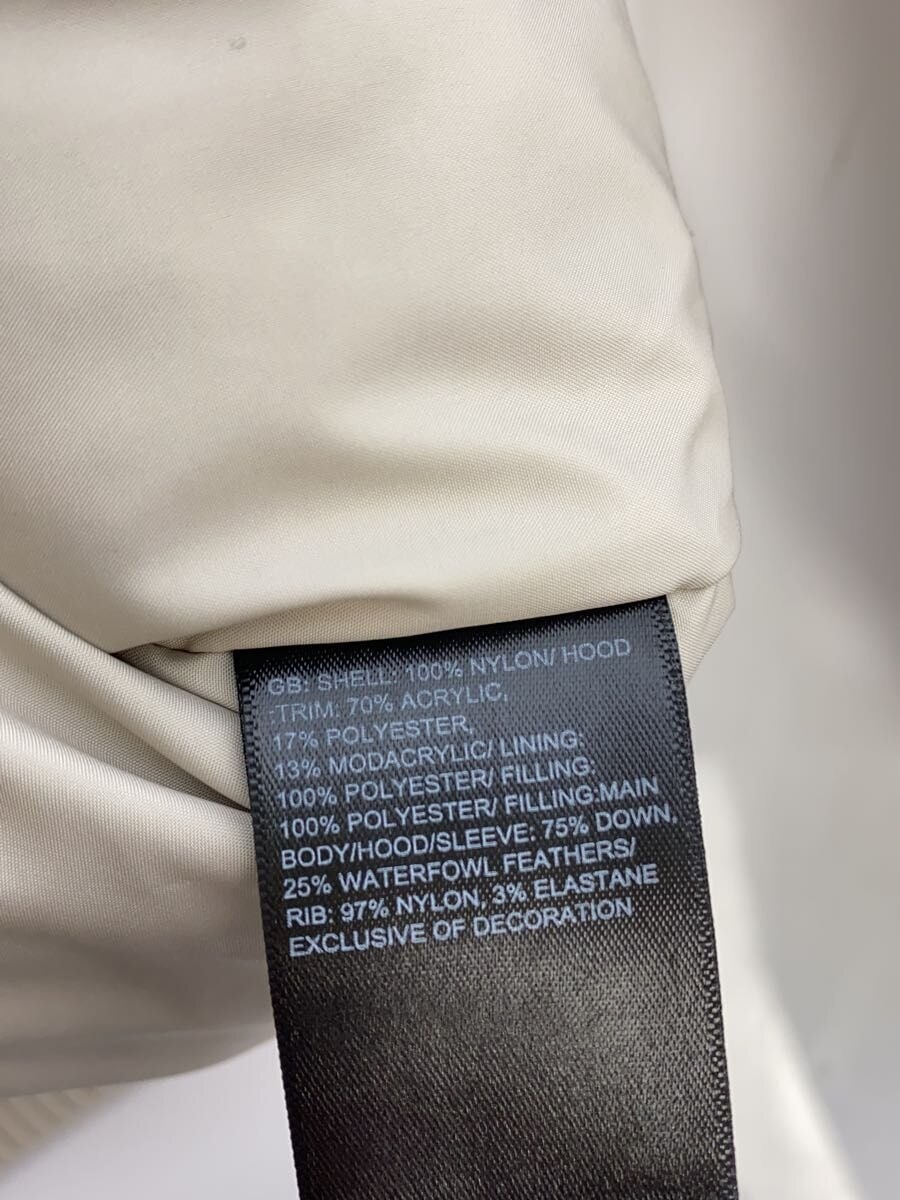 GB: SHELL: 100% NYLON/ HOOD
:TRIM: 70% ACRYLIC,
17% POLYESTER,
13% MODACRYLIC/ LINING:
100% POLYESTER/ FILLING:
100% POLYESTER/ FILLING:MAIN
BODY/HOOD/SLEEVE: 75% DOWN,
25% WATERFOWL FEATHERS/
RIB: 97% NYLON, 3% ELASTANE
EXCLUSIVE OF DECORATION